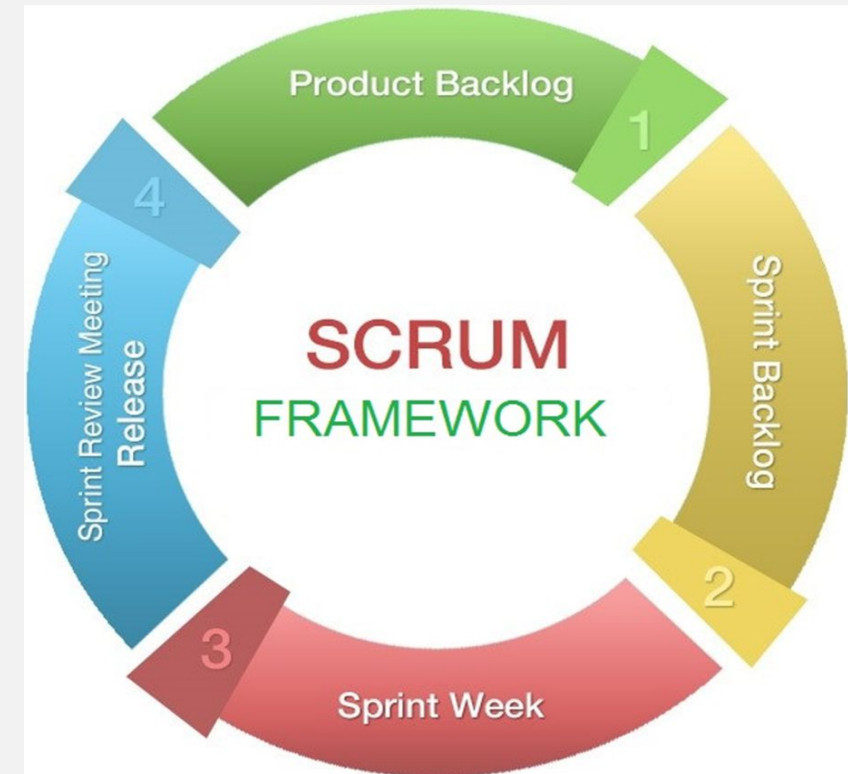 Product Backlog
1
Sprint Backlog
2
Sprint Week
3
Sprint Review Meeting
Release
4
SCRUM
FRAMEWORK